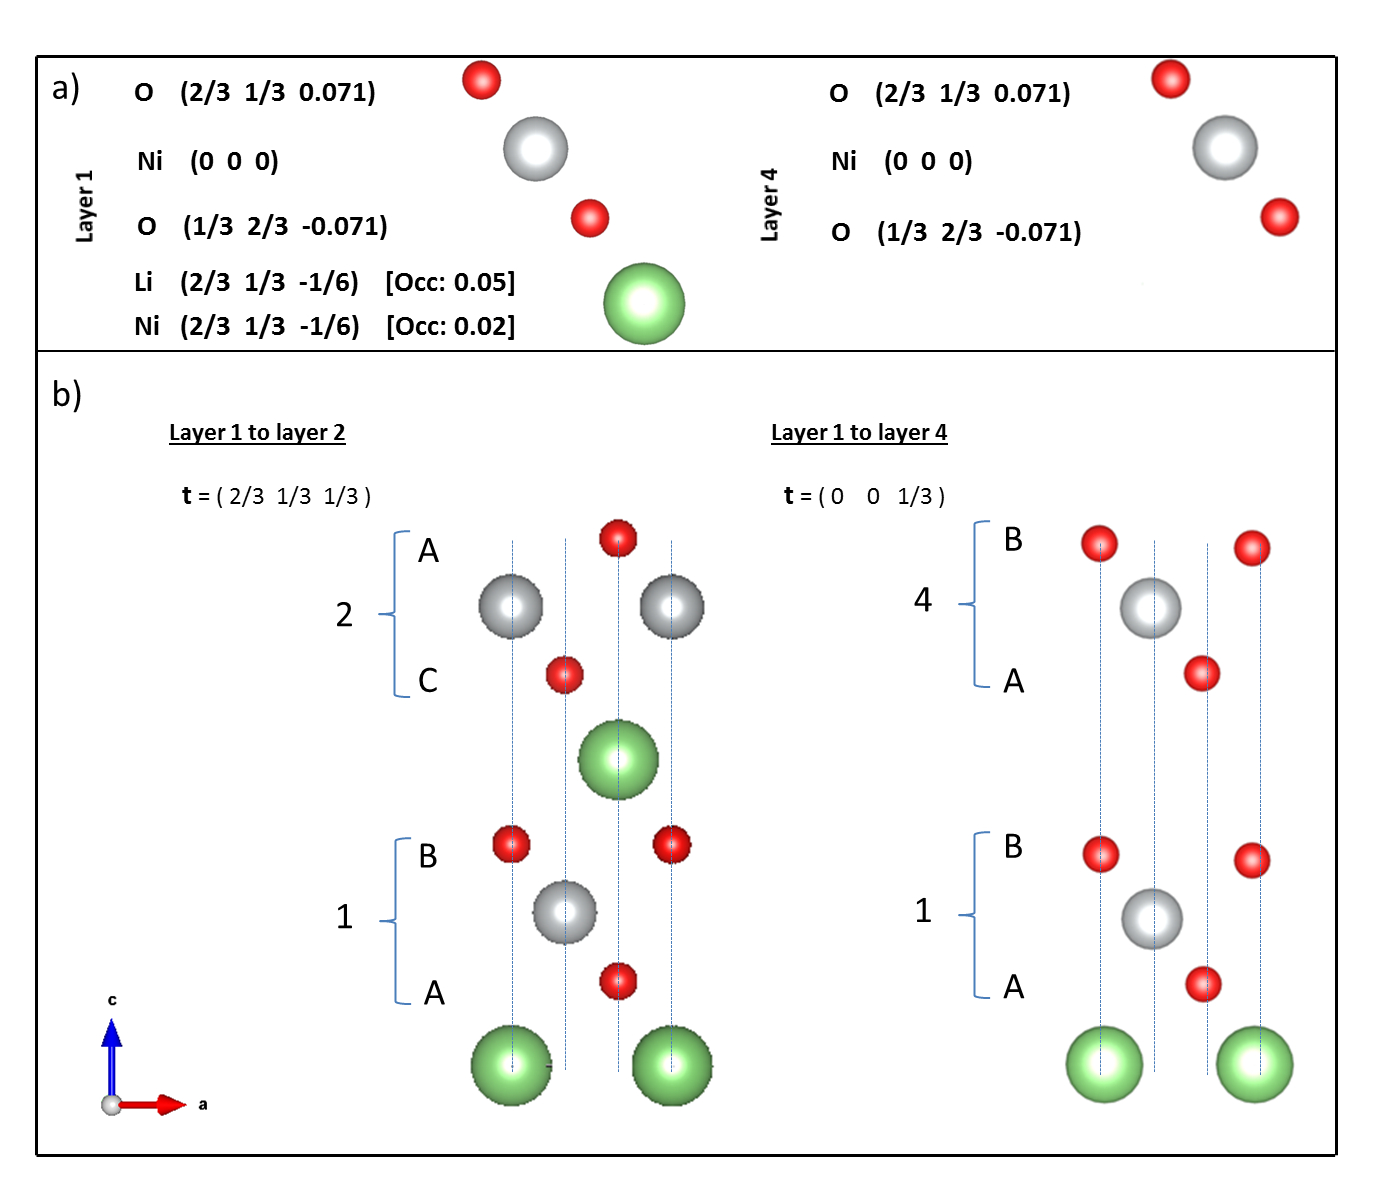 a)
Layer 1
O (2/3 1/3 0.071)
Ni (0 0 0)
O (1/3 2/3 -0.071)
Li (2/3 1/3 -1/6) [Occ: 0.05]
Ni (2/3 1/3 -1/6) [Occ: 0.02]
Layer 4
O (2/3 1/3 0.071)
Ni (0 0 0)
O (1/3 2/3 -0.071)
b)
Layer 1 to layer 2
t = ( 2/3 1/3 1/3 )
A
2
C
B
1
A
c
a
Layer 1 to layer 4
t = ( 0 0 1/3 )
B
4
A
B
1
A